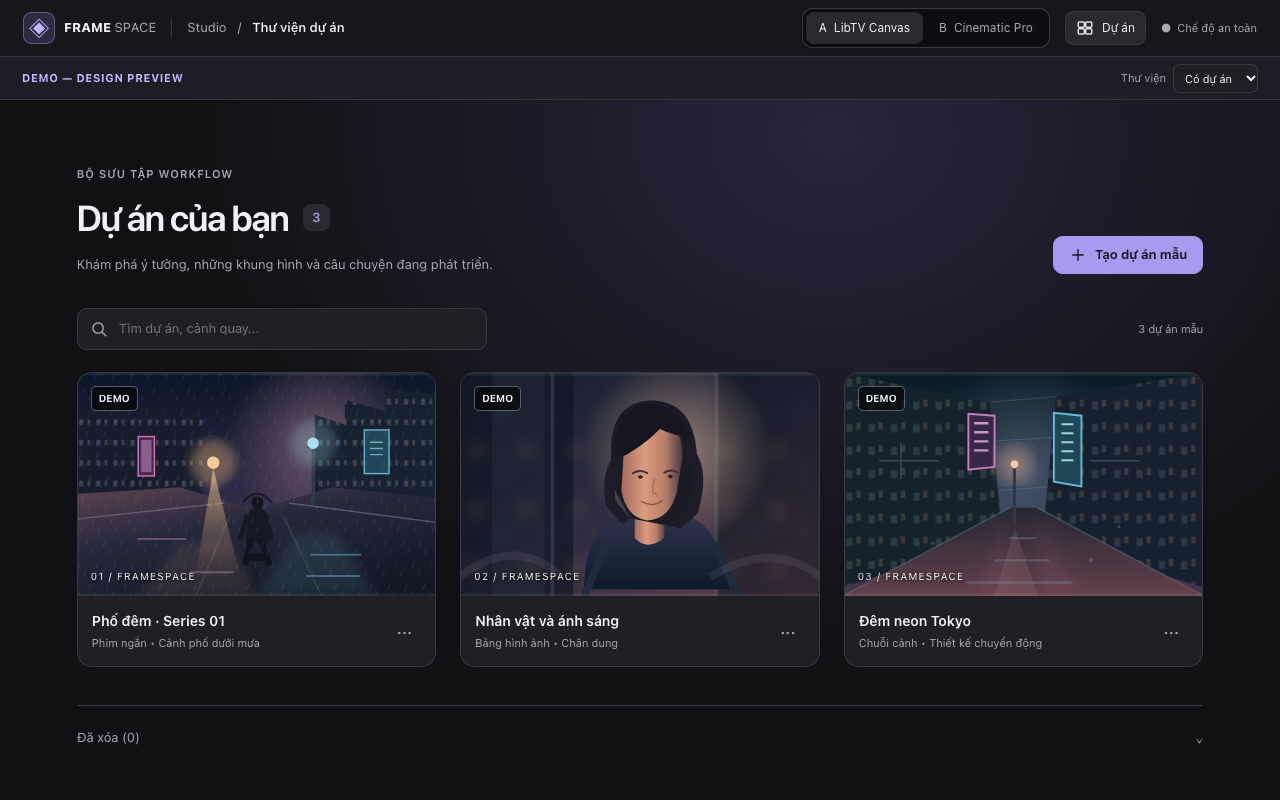 FRAME SPACE
Studio / Thư viện dự án
A LibTV Canvas
B Cinematic Pro
Dự án
Chế độ an toàn
DEMO — DESIGN PREVIEW
Thư viện
Có dự án
BỘ SƯU TẬP WORKFLOW
Dự án của bạn 3
Khám phá ý tưởng, những khung hình và câu chuyện đang phát triển.
Tạo dự án mẫu
Tìm dự án, cảnh quay...
3 dự án mẫu
DEMO
01 / FRAMESPACE
Phố đêm · Series 01
Phim ngắn • Cảnh phố dưới mưa
DEMO
02 / FRAMESPACE
Nhân vật và ánh sáng
Bảng hình ảnh • Chân dung
DEMO
03 / FRAMESPACE
Đêm neon Tokyo
Chuỗi cảnh • Thiết kế chuyển động
Đã xóa (0)